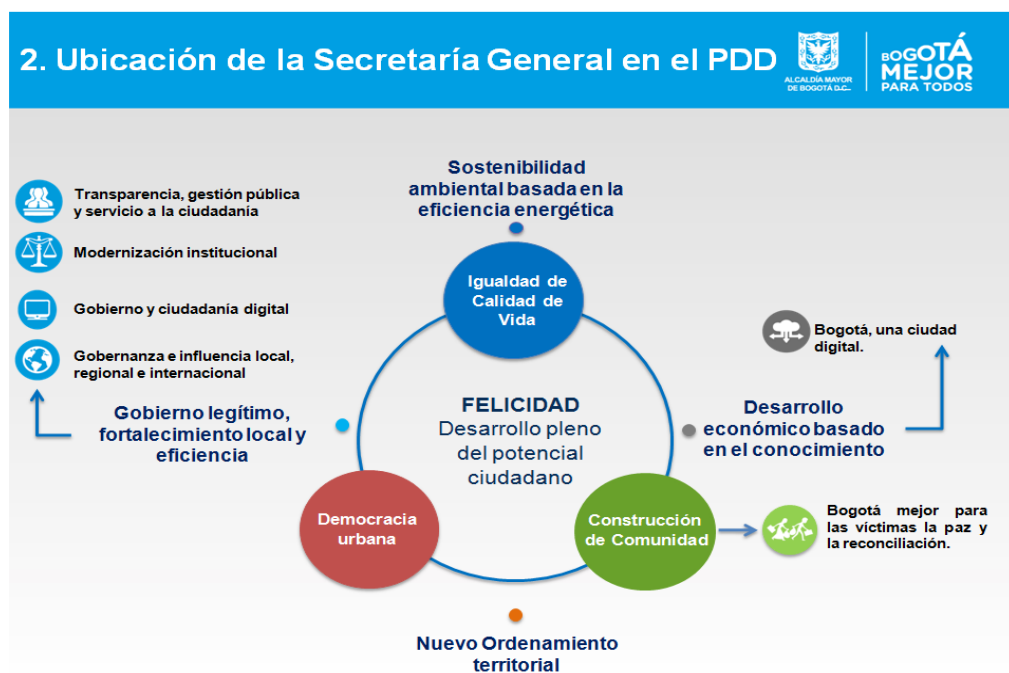 2. Ubicación de la Secretaría General en el PDD
ALCALDÍA MAYOR
DE BOGOTÁ D.C.
BOGOTÁ
MEJOR
PARA TODOS
Sostenibilidad
ambiental basada en la
eficiencia energética
Transparencia, gestión pública
y servicio a la ciudadanía
Modernización institucional
Gobierno y ciudadanía digital
Gobernanza e influencia local,
regional e internacional
Gobierno legítimo,
fortalecimiento local y
eficiencia
Igualdad de
Calidad de
Vida
FELICIDAD
Desarrollo pleno
del potencial
ciudadano
Bogotá, una ciudad
digital.
Desarrollo
económico basado
en el conocimiento
Democracia
urbana
Construcción
de Comunidad
Bogotá mejor para
las víctimas la paz y
la reconciliación.
Nuevo Ordenamiento
territorial